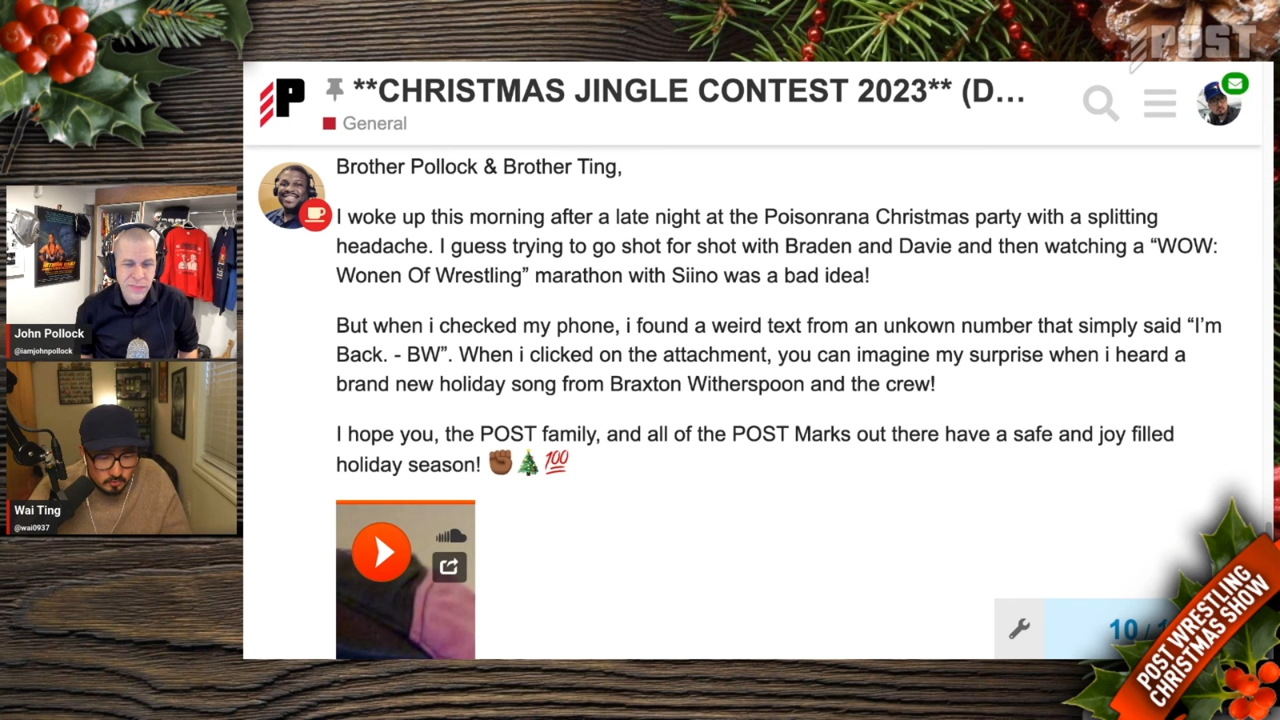 POST
P
**CHRISTMAS JINGLE CONTEST 2023** (D...
General
Brother Pollock & Brother Ting,
I woke up this morning after a late night at the Poisonrana Christmas party with a splitting
headache. I guess trying to go shot for shot with Braden and Davie and then watching a “WOW:
Wonen Of Wrestling” marathon with Siino was a bad idea!
But when i checked my phone, i found a weird text from an unkown number that simply said “I’m
Back. - BW”. When i clicked on the attachment, you can imagine my surprise when i heard a
brand new holiday song from Braxton Witherspoon and the crew!
I hope you, the POST family, and all of the POST Marks out there have a safe and joy filled
holiday season! ✊🏾🎄💯
John Pollock
@iamjohnpollock
Wai Ting
@wai0937
10 /
POST WRESTLING
CHRISTMAS SHOW